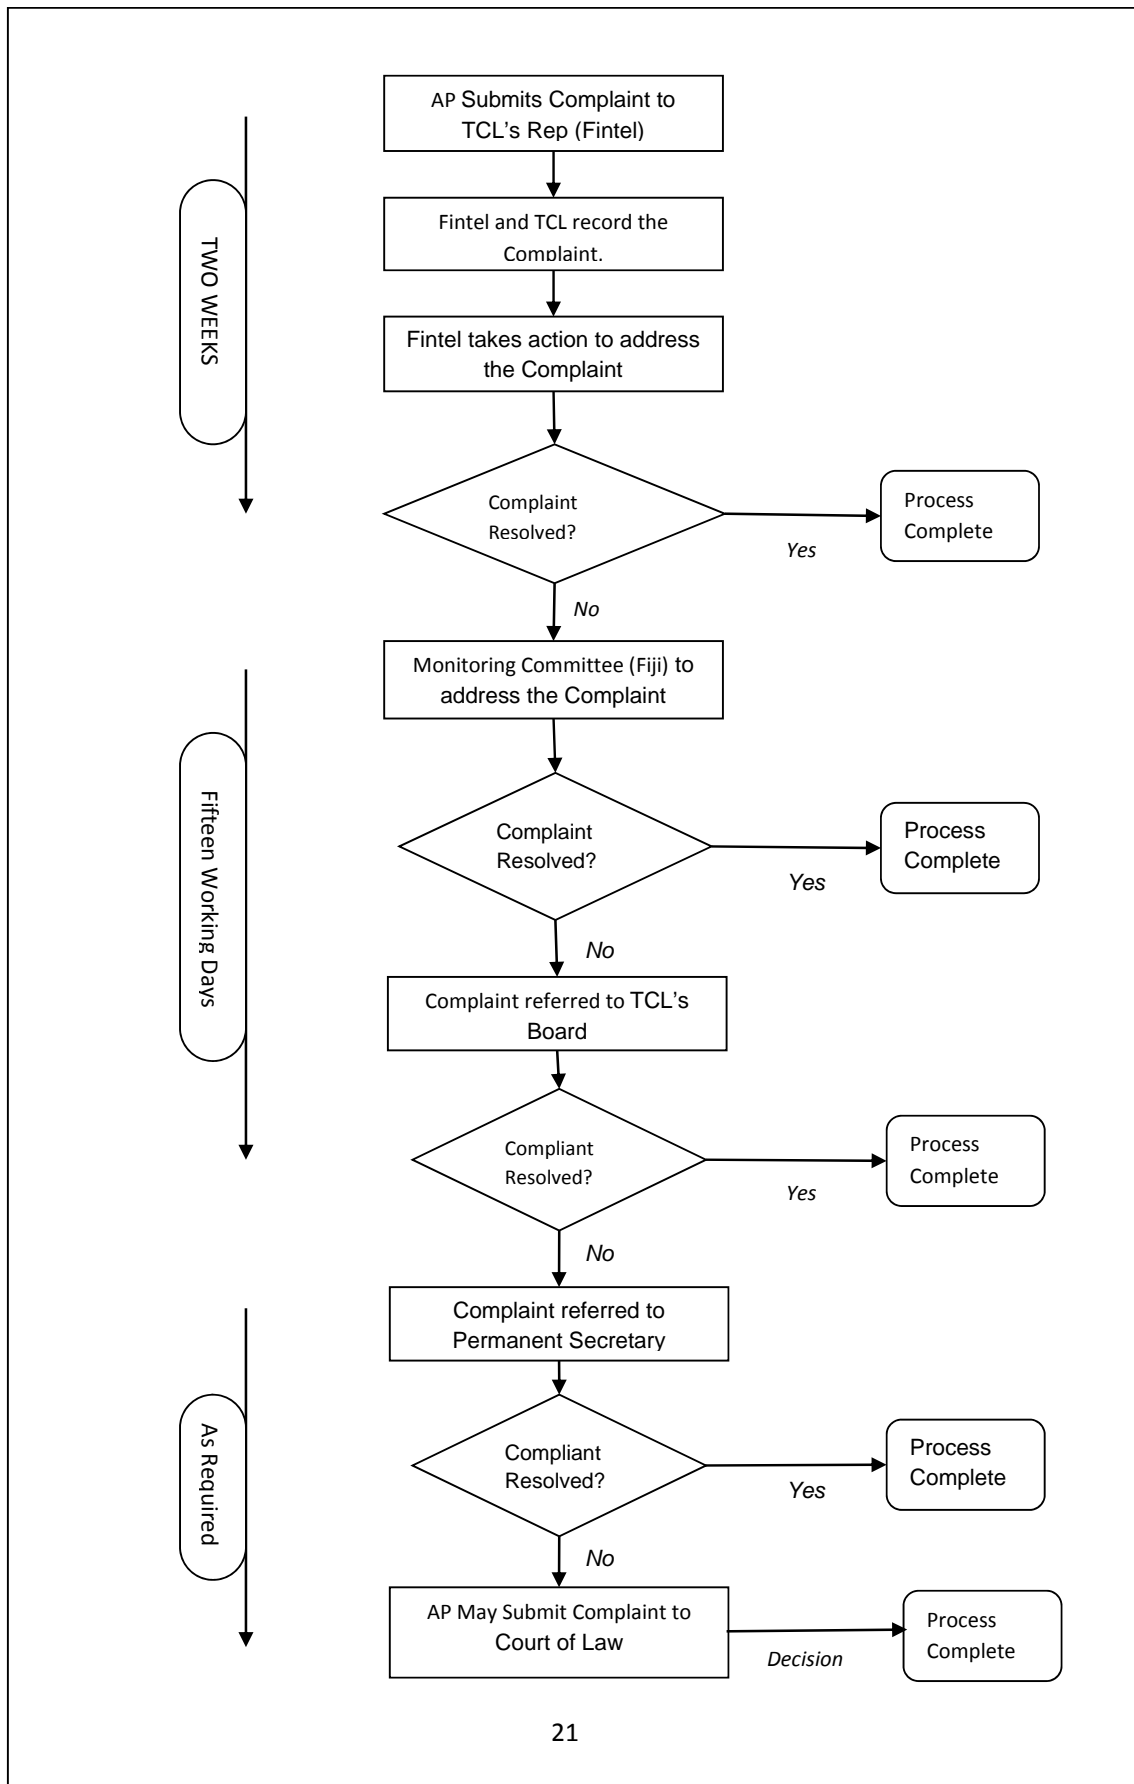 AP Submits Complaint to
TCL's Rep (Fintel)
Fintel and TCL record the
Complaint.
TWO WEEKS
Fintel takes action to address
the Complaint
Complaint
Resolved?
Process
Complete
Yes
No
Monitoring Committee (Fiji) to
address the Complaint
Fifteen Working Days
Complaint
Resolved?
Process
Complete
Yes
No
Complaint referred to TCL's
Board
Compliant
Resolved?
Process
Complete
Yes
No
Complaint referred to
Permanent Secretary
As Required
Compliant
Resolved?
Process
Complete
Yes
No
AP May Submit Complaint to
Court of Law
Process
Complete
Decision
21